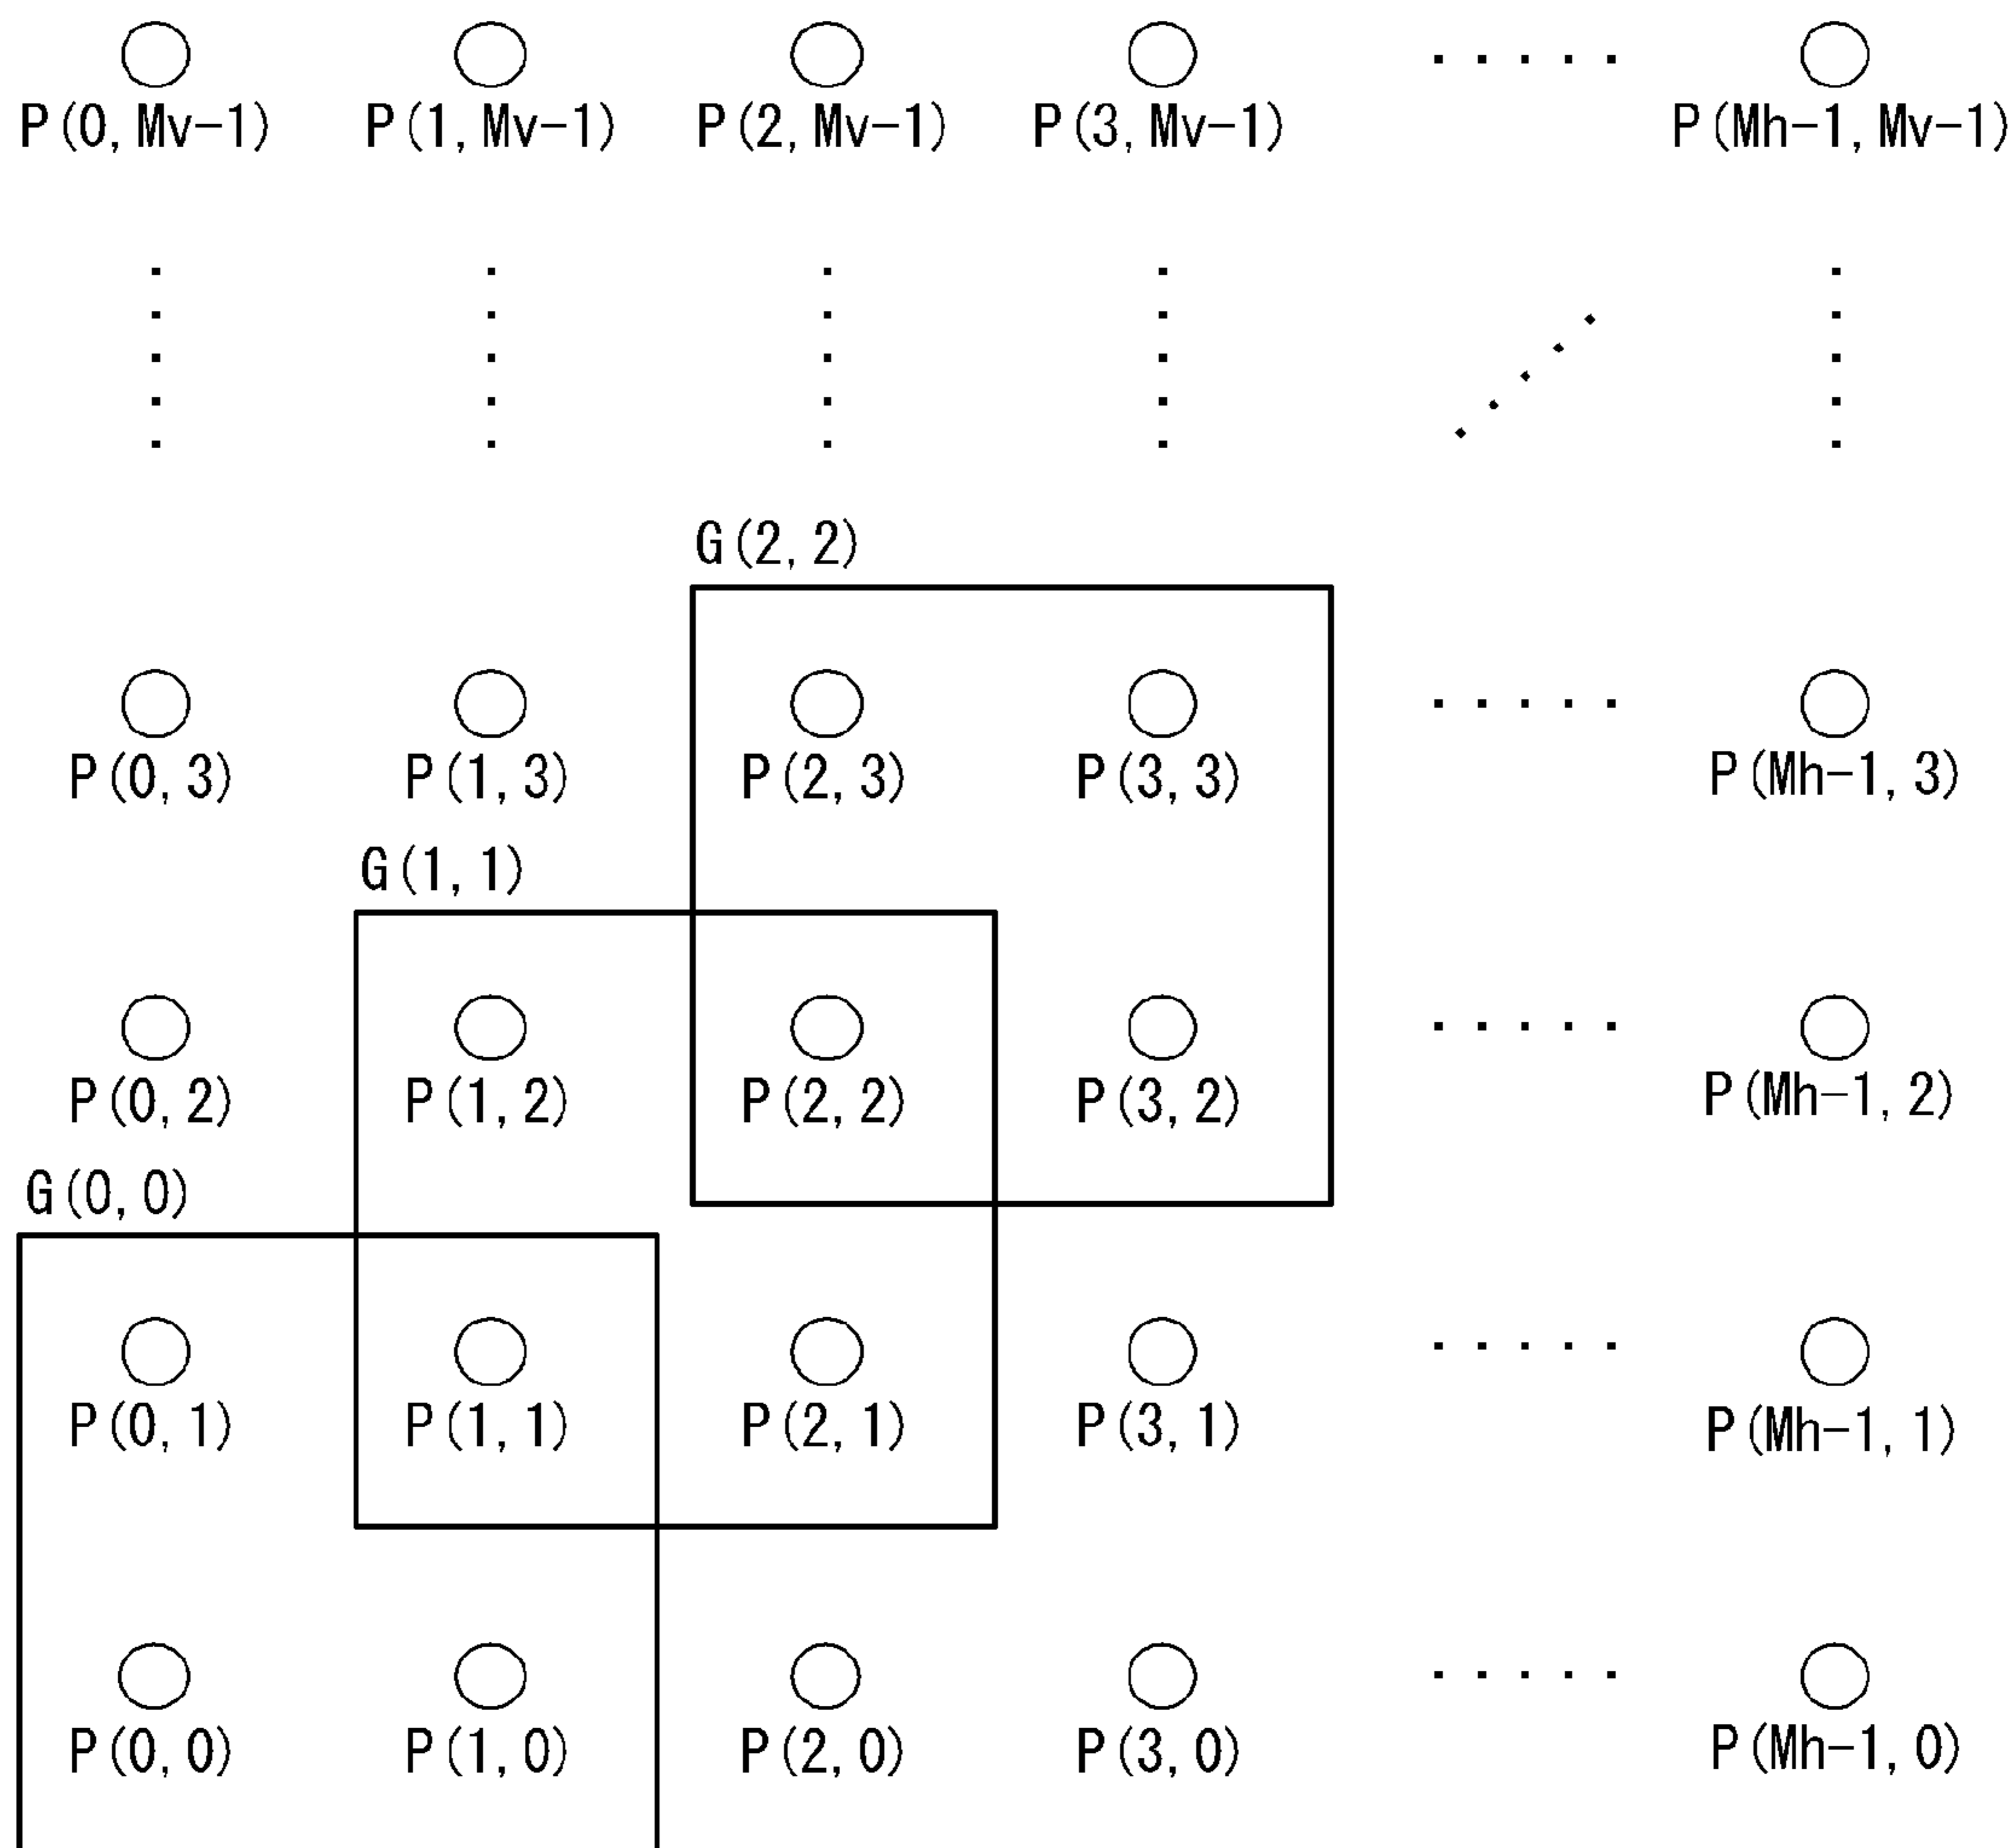 P(0,Mv-1) P(1,Mv-1) P(2,Mv-1) P(3,Mv-1) P(Mh-1,Mv-1)
G(2,2)
P(0,3) P(1,3) P(2,3) P(3,3) P(Mh-1,3)
G(1,1)
P(0,2) P(1,2) P(2,2) P(3,2) P(Mh-1,2)
G(0,0)
P(0,1) P(1,1) P(2,1) P(3,1) P(Mh-1,1)
P(0,0) P(1,0) P(2,0) P(3,0) P(Mh-1,0)